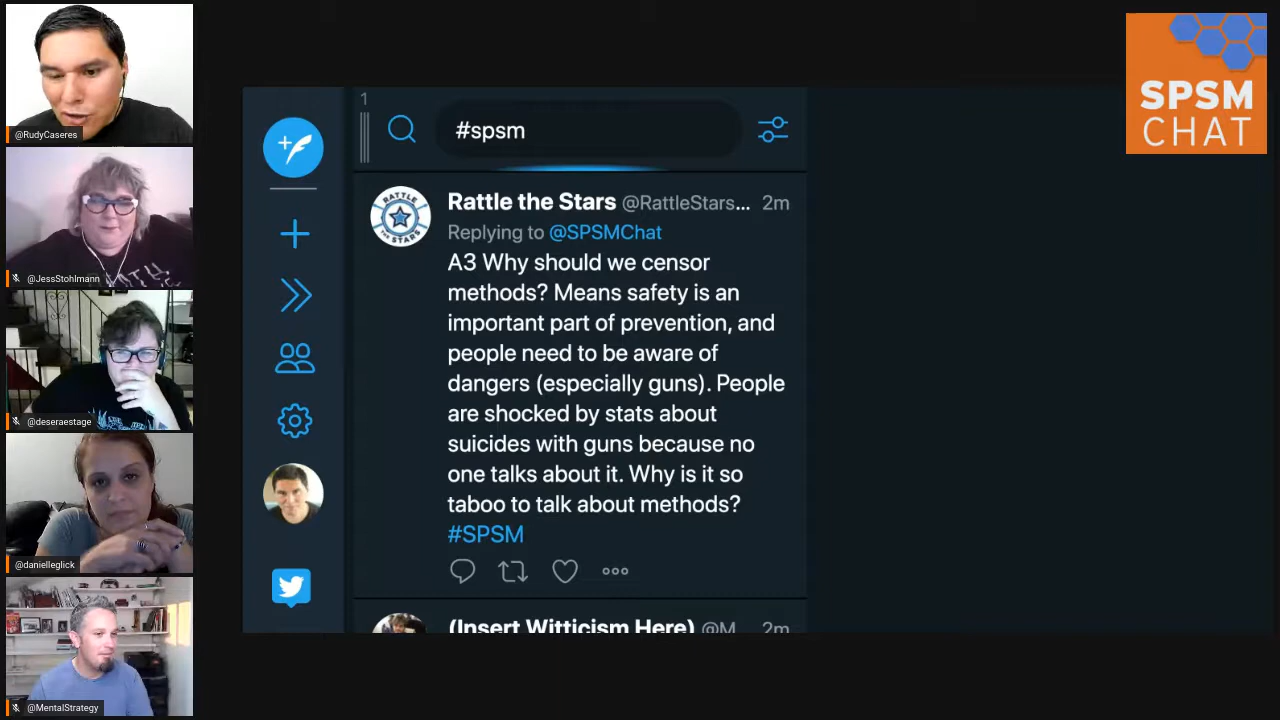 @RudyCaseres
@JessStohlmann
@deseraestage
@danielleglick
@MentalStrategy
1
#spsm
Rattle the Stars @RattleStars... 2m
Replying to @SPSMChat
A3 Why should we censor
methods? Means safety is an
important part of prevention, and
people need to be aware of
dangers (especially guns). People
are shocked by stats about
suicides with guns because no
one talks about it. Why is it so
taboo to talk about methods?
#SPSM
(Insert Witticism Here) @M... 2m
SPSM
CHAT
RATTLE
THE STARS